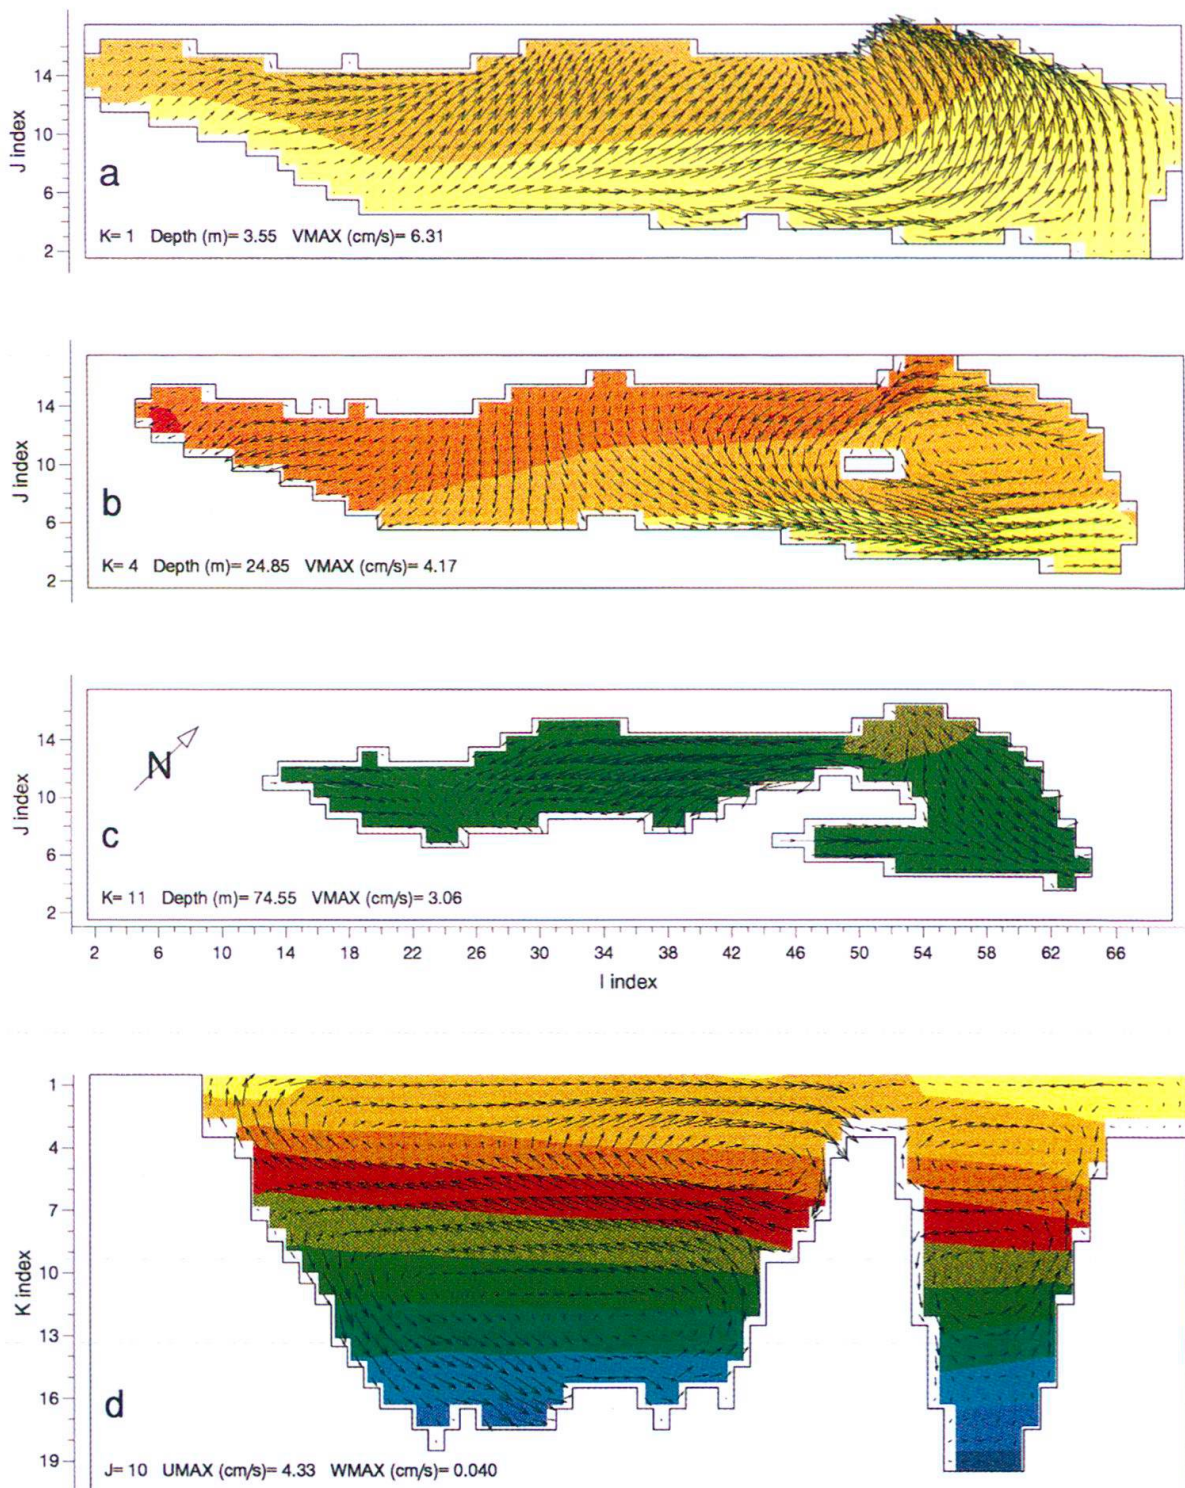 J index
14
10
6
2
a
K= 1 Depth (m)= 3.55 VMAX (cm/s)= 6.31
J index
14
10
6
2
b
K= 4 Depth (m)= 24.85 VMAX (cm/s)= 4.17
J index
14
10
6
2
N
c
K= 11 Depth (m)= 74.55 VMAX (cm/s)= 3.06
2 6 10 14 18 22 26 30 34 38 42 46 50 54 58 62 66
I index
K index
1
4
7
10
13
16
19
d
J= 10 UMAX (cm/s)= 4.33 WMAX (cm/s)= 0.040